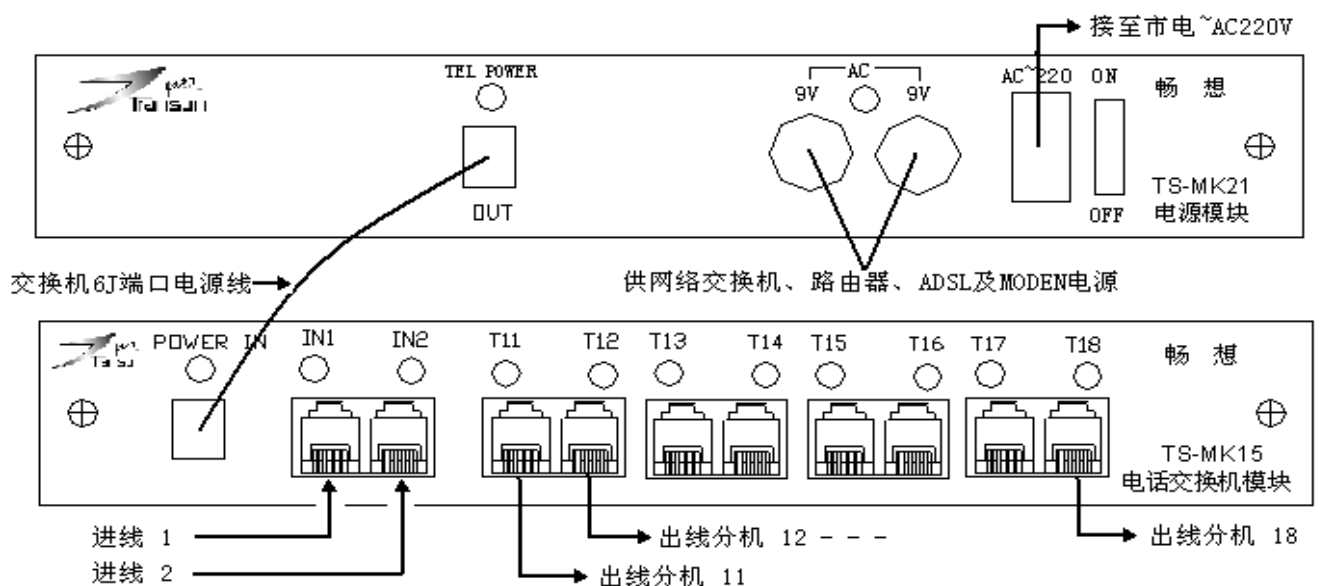 接至市电~AC220V
TEL POWER
AC
9V
9V
AC~220
ON
畅 想
OUT
OFF
TS-MK21
电源模块
交换机6J端口电源线
供网络交换机、路由器、ADSL及MODEN电源
POWER IN
IN1
IN2
T11
T12
T13
T14
T15
T16
T17
T18
畅 想
TS-MK15
电话交换机模块
进线 1
出线分机 12 - - -
出线分机 18
进线 2
出线分机 11